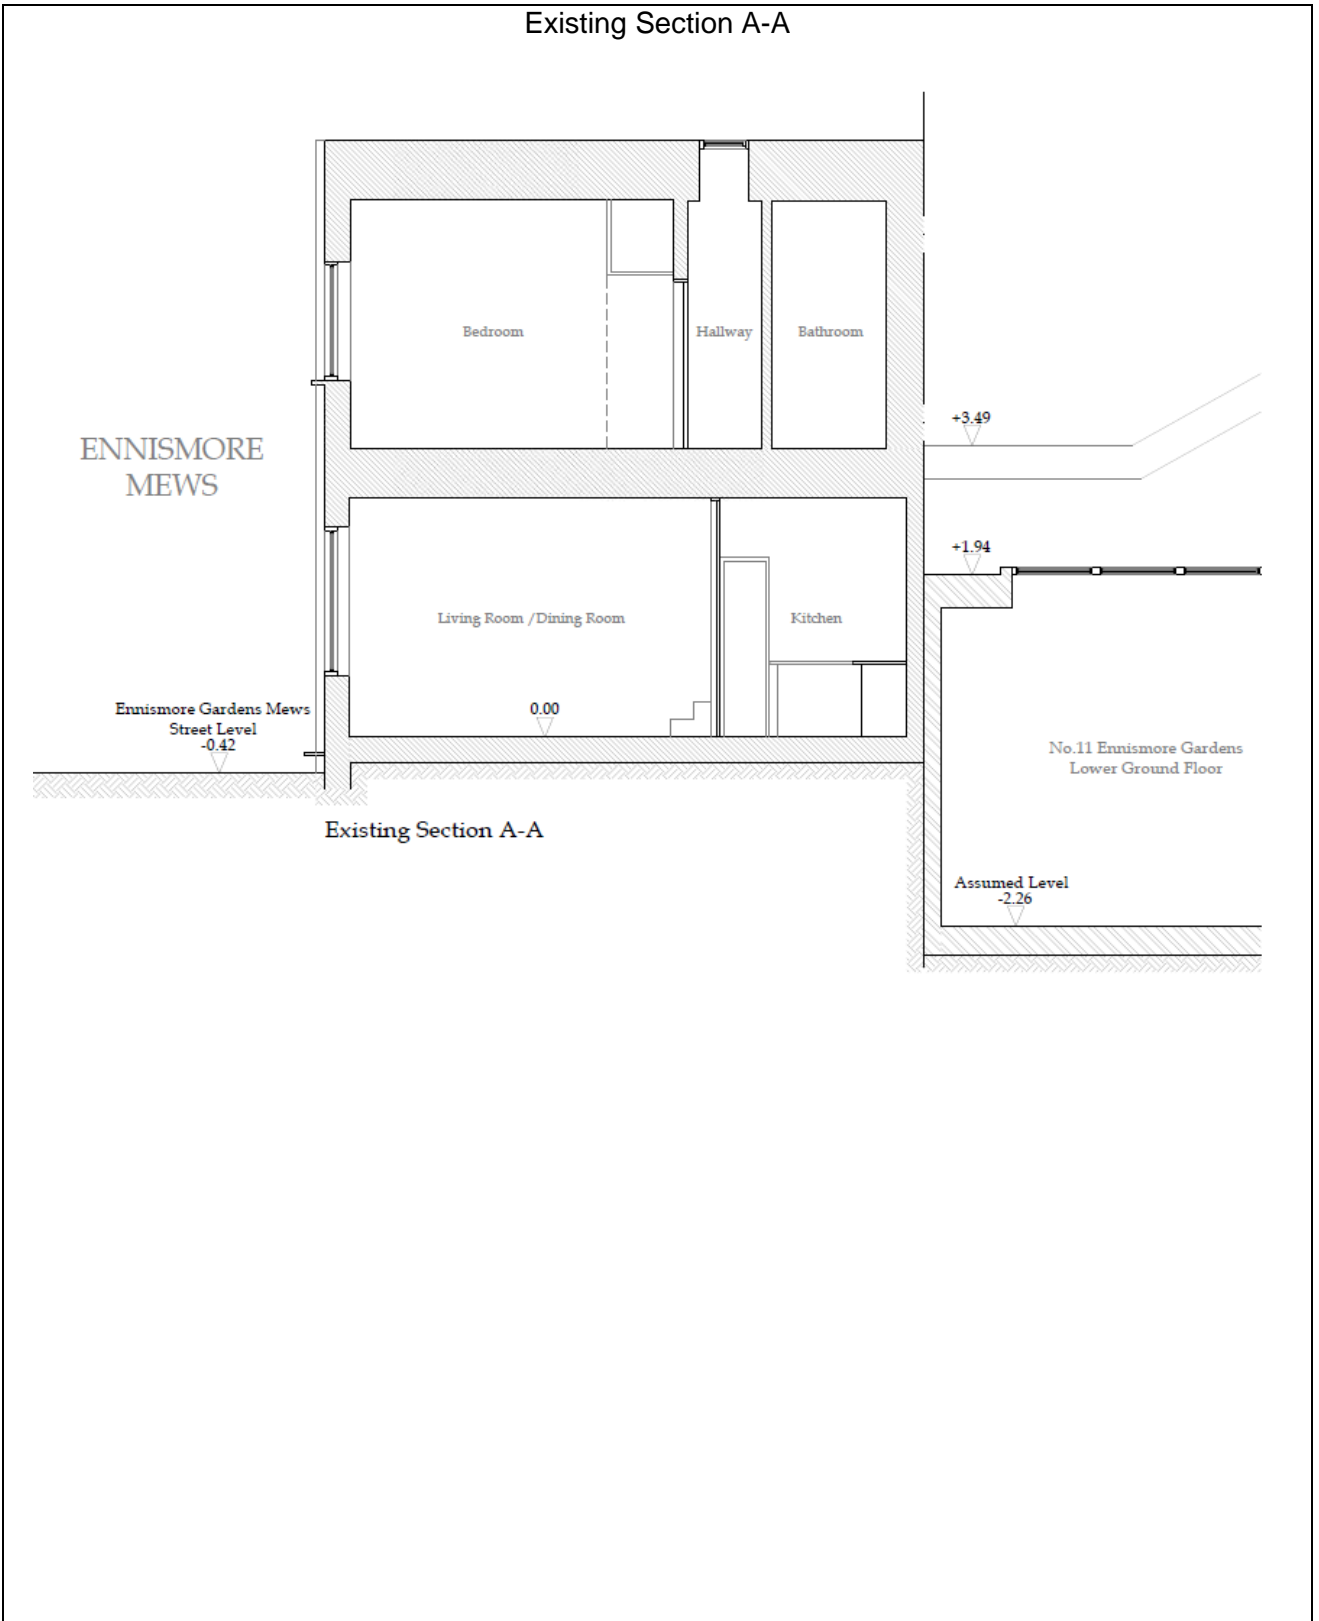 Existing Section A-A
Bedroom
Hallway
Bathroom
+3.49
ENNISMORE
MEWS
+1.94
Living Room /Dining Room
Kitchen
Ennismore Gardens Mews
Street Level
-0.42
0.00
No.11 Ennismore Gardens
Lower Ground Floor
Existing Section A-A
Assumed Level
-2.26